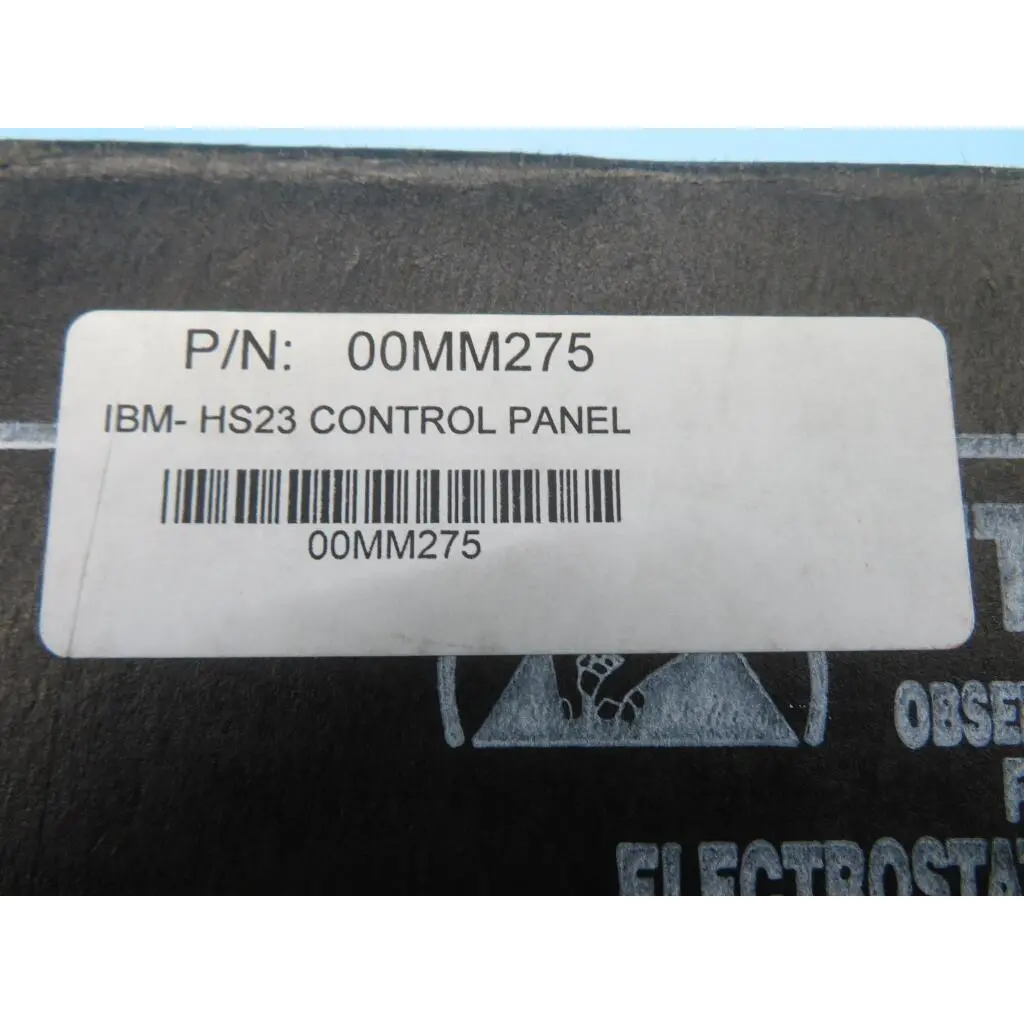 P/N: 00MM275
IBM- HS23 CONTROL PANEL
00MM275